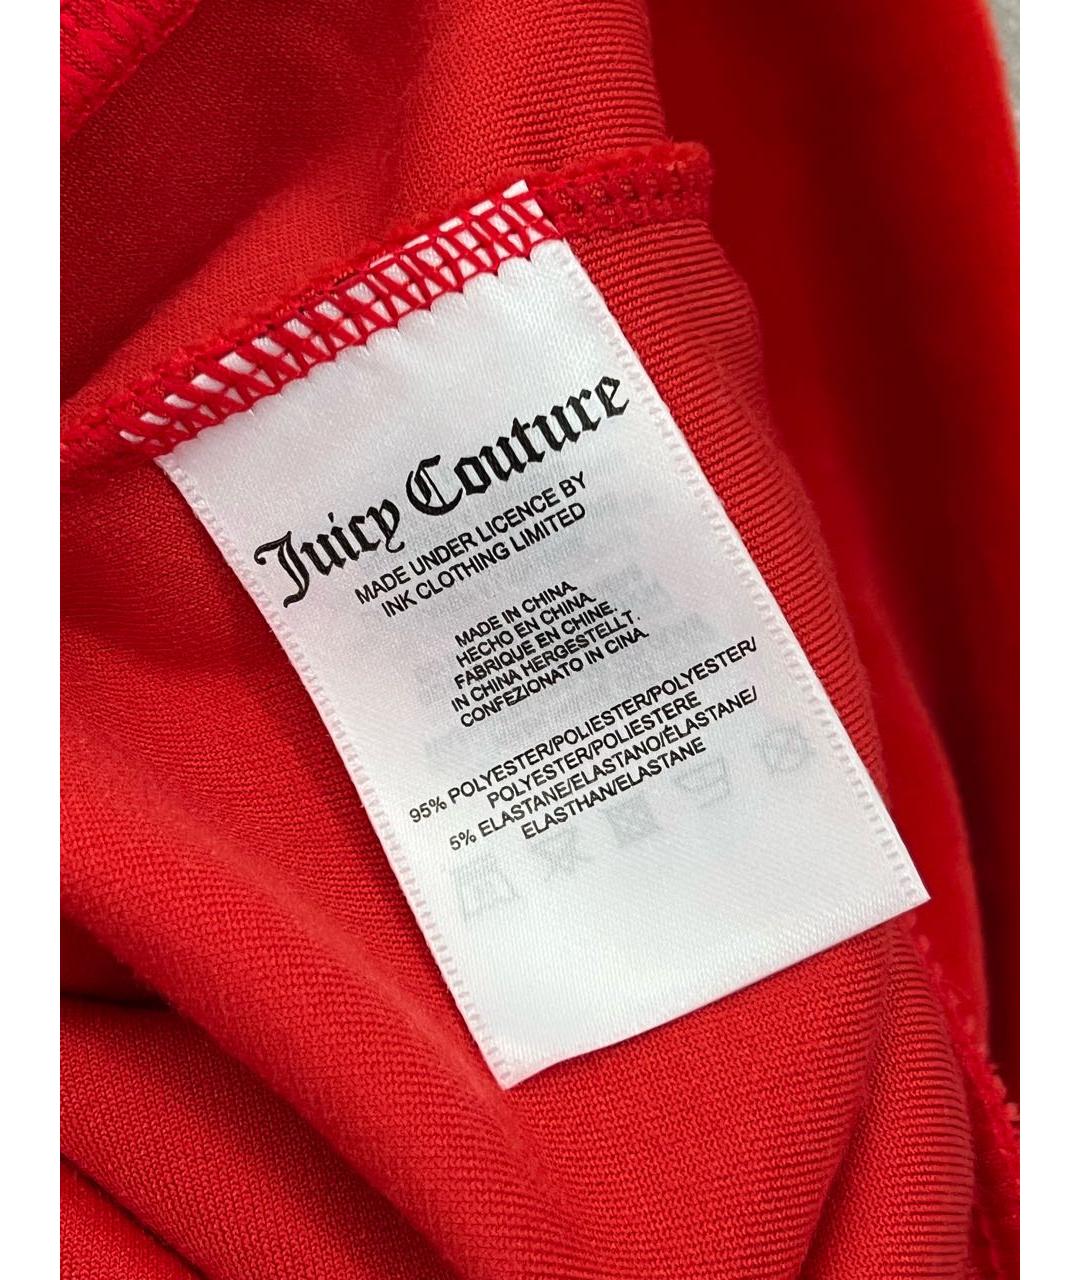 Juicy Couture
MADE UNDER LICENCE BY
INK CLOTHING LIMITED
MADE IN CHINA.
HECHO EN CHINA.
FABRIQUE EN CHINE.
IN CHINA HERGESTELLT.
CONFEZIONATO IN CINA.
95% POLYESTER/POLIESTER/POLYESTER/
POLYESTER/POLIESTERE
5% ELASTANE/ELASTANO/ÉLASTANE/
ELASTHAN/ELASTANE